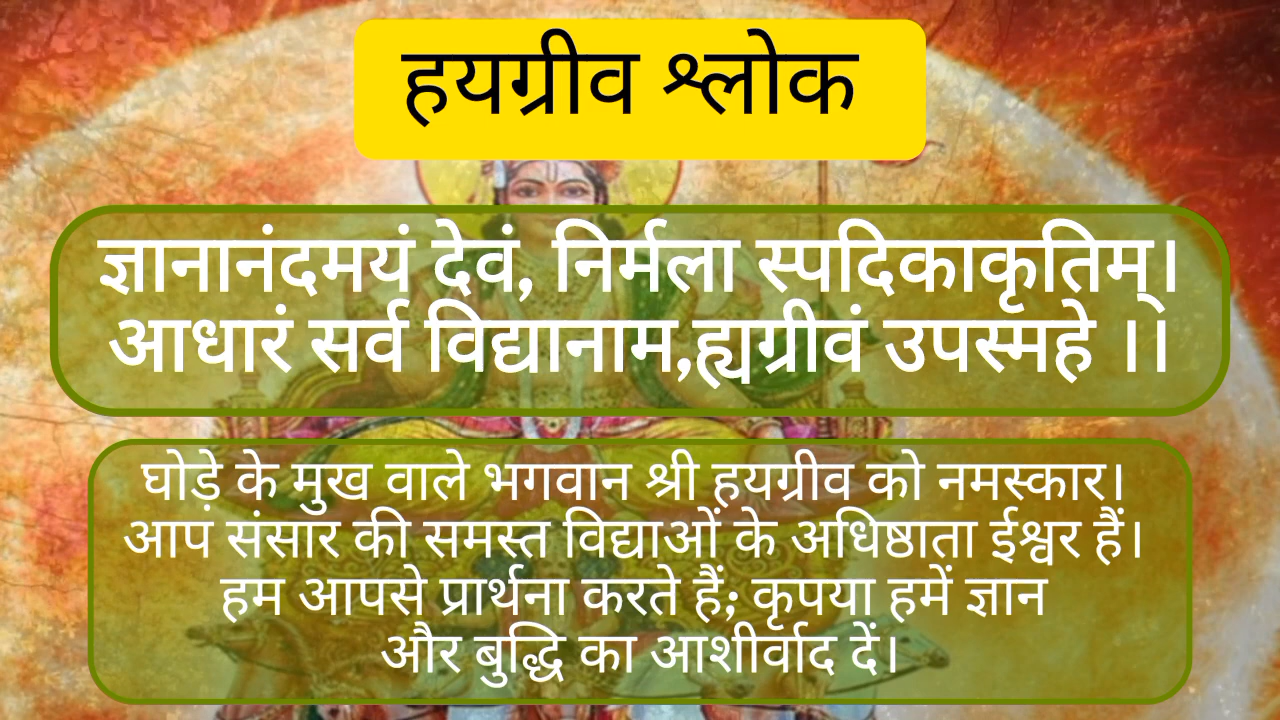 हयग्रीव श्लोक
ज्ञानानंदमयं देवं, निर्मला स्पदिकाकृतिम्।
आधारं सर्व विद्यानाम,ह्यग्रीवं उपस्महे ।।
घोड़े के मुख वाले भगवान श्री हयग्रीव को नमस्कार।
आप संसार की समस्त विद्याओं के अधिष्ठाता ईश्वर हैं।
हम आपसे प्रार्थना करते हैं; कृपया हमें ज्ञान
और बुद्धि का आशीर्वाद दें।